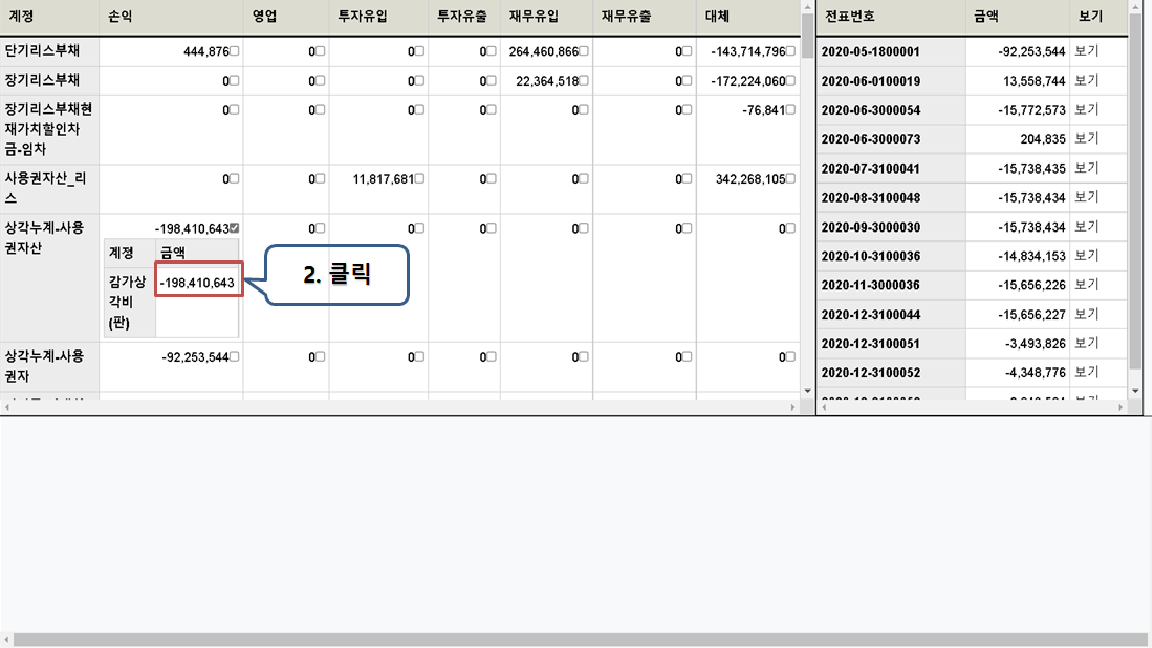 계정 손익 영업 투자유입 투자유출 재무유입 재무유출 대체
단기리스부채 444,876 0 0 0 264,460,866 0 -143,714,796
장기리스부채 0 0 0 0 22,364,518 0 -172,224,060
장기리스부채현 0 0 0 0 0 0 -76,841
재가치할인차
금-임차
사용권자산_리 0 0 11,817,681 0 0 0 342,268,105
스
상각누계-사용 -198,410,643 0 0 0 0 0 0
권자산
계정 금액
감가상 -198,410,643
각비
(판)
2. 클릭
상각누계-사용 -92,253,544 0 0 0 0 0 0
권자
전표번호 금액 보기
2020-05-1800001 -92,253,544 보기
2020-06-0100019 13,558,744 보기
2020-06-3000054 -15,772,573 보기
2020-06-3000073 204,835 보기
2020-07-3100041 -15,738,435 보기
2020-08-3100048 -15,738,434 보기
2020-09-3000030 -15,738,434 보기
2020-10-3100036 -14,834,153 보기
2020-11-3000036 -15,656,226 보기
2020-12-3100044 -15,656,227 보기
2020-12-3100051 -3,493,826 보기
2020-12-3100052 -4,348,776 보기